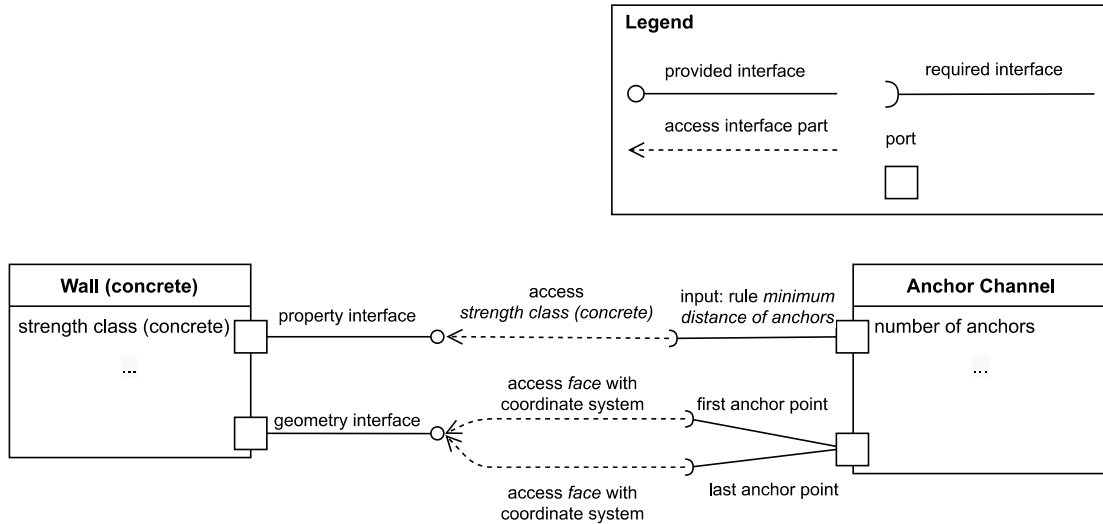 Legend
provided interface
required interface
access interface part
port
Wall (concrete)
strength class (concrete)
...
property interface
geometry interface
access
strength class (concrete)
input: rule minimum
distance of anchors
access face with
coordinate system
first anchor point
access face with
coordinate system
last anchor point
Anchor Channel
number of anchors
...